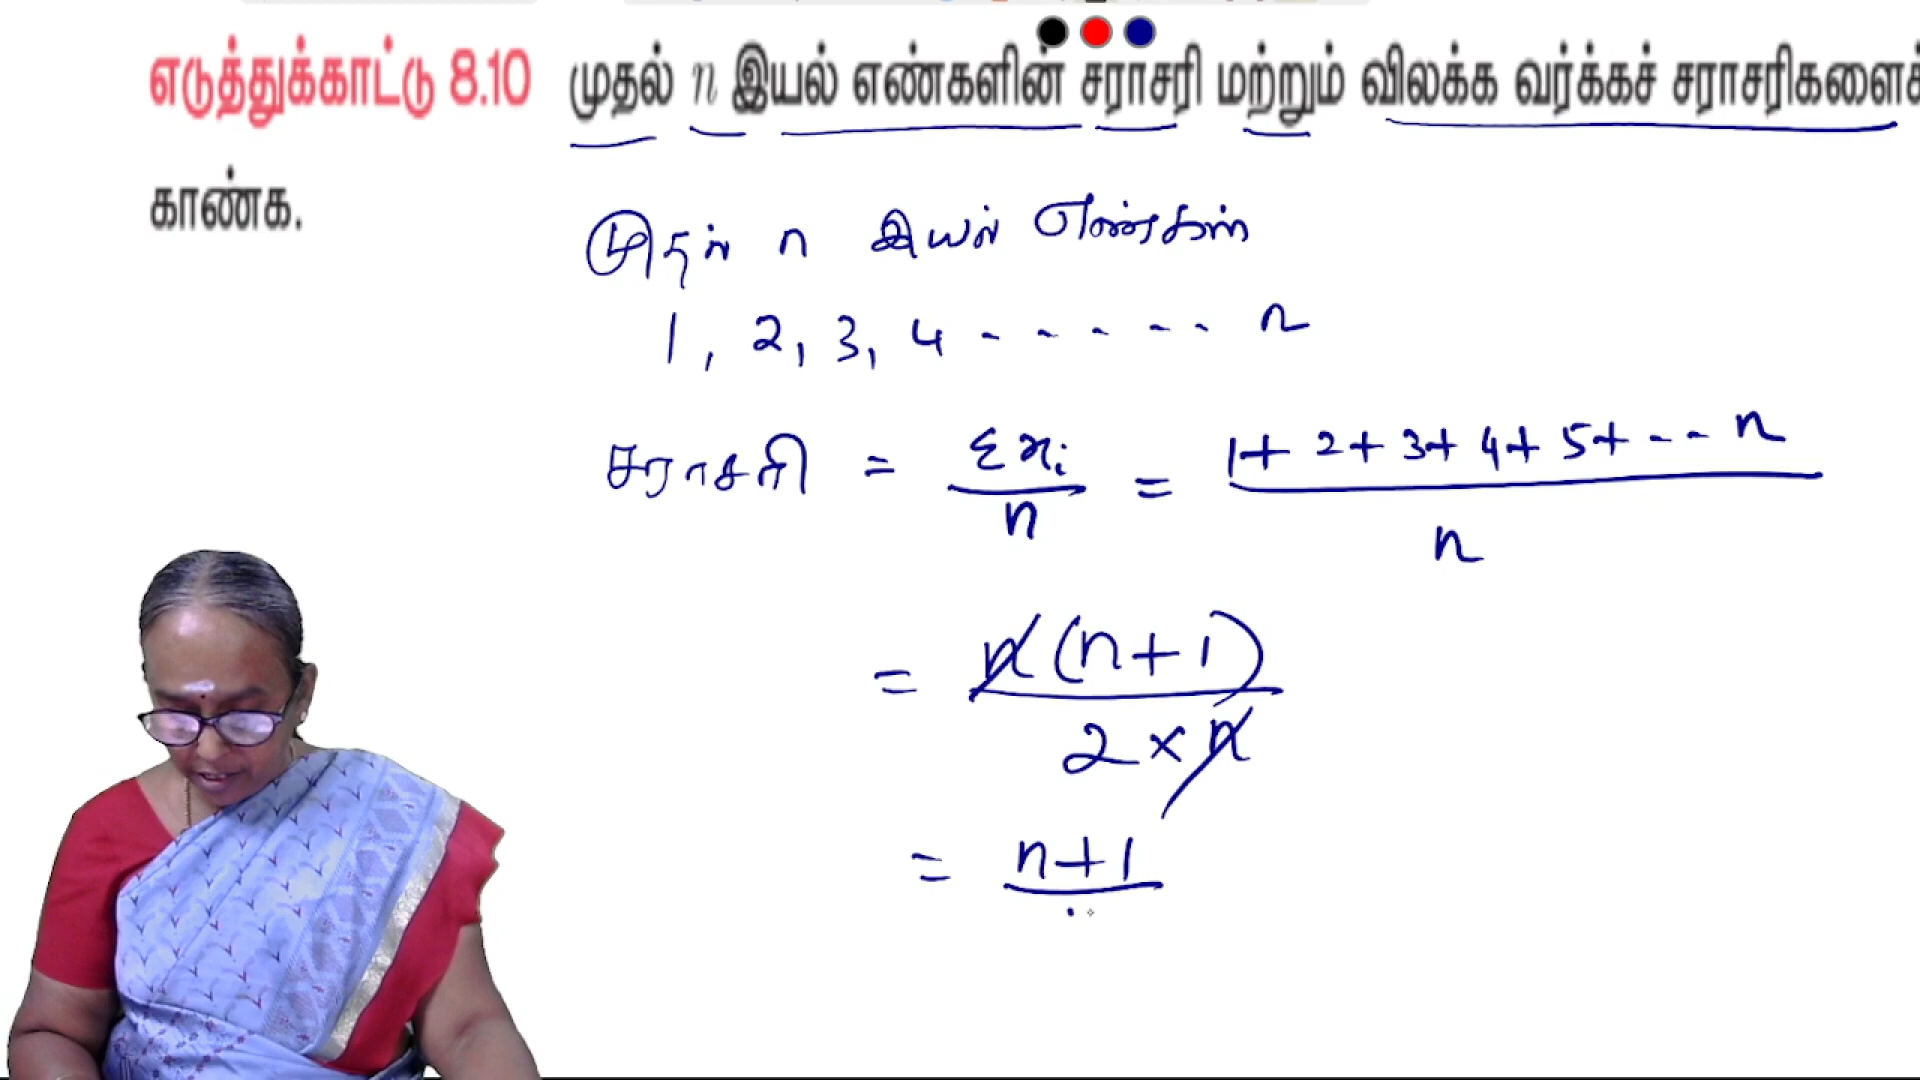 எடுத்துக்காட்டு 8.10 முதல் n இயல் எண்களின் சராசரி மற்றும் விலக்க வர்க்கச் சராசரிகளைக்
காண்க.
முதல் n இயல் எண்கள்
1, 2, 3, 4 - - - - - n
சராசரி = Σxi/n = 1+2+3+4+5+--n/n
= n(n+1)/2×n
= n+1